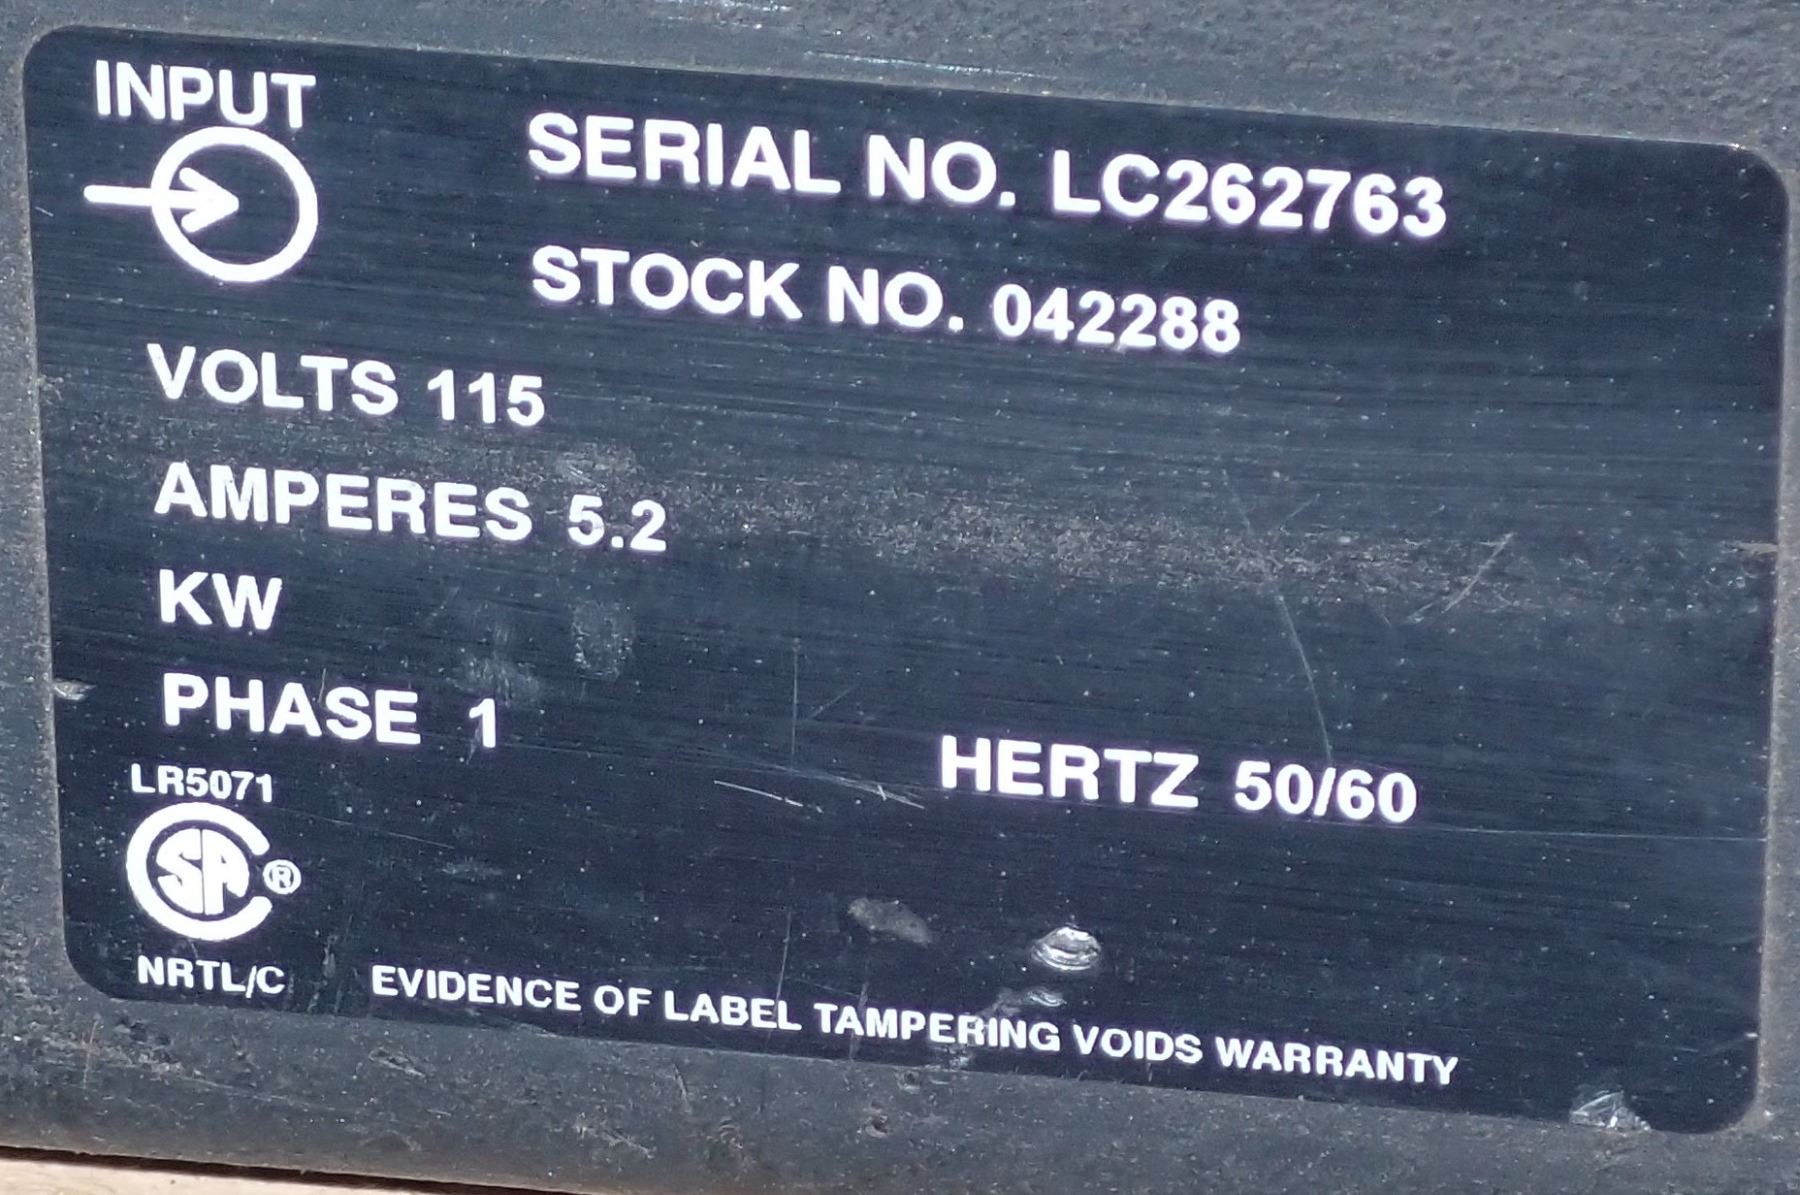 INPUT
SERIAL NO. LC262763
STOCK NO. 042288
VOLTS 115
AMPERES 5.2
KW
PHASE 1
HERTZ 50/60
LR5071
CSA ®
NRTL/C
EVIDENCE OF LABEL TAMPERING VOIDS WARRANTY